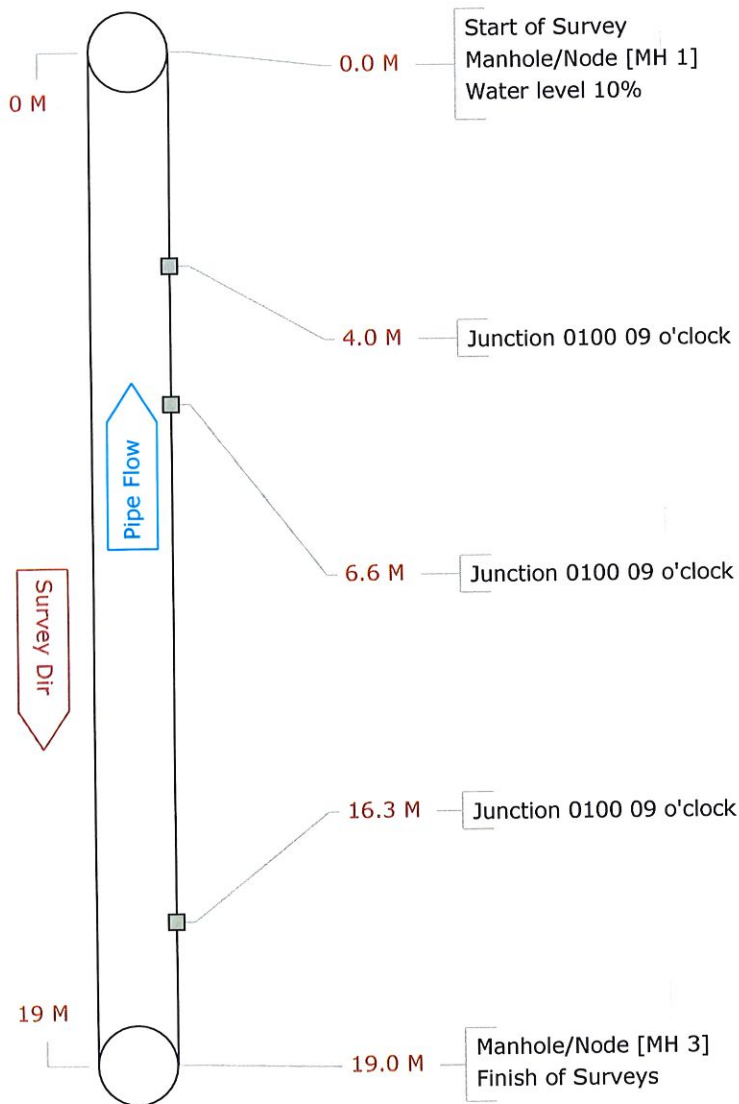 Start of Survey
0.0 M
Manhole/Node [MH 1]
0 M
Water level 10%
4.0 M
Junction 0100 09 o'clock
Pipe Flow
6.6 M
Junction 0100 09 o'clock
Survey Dir
16.3 M
Junction 0100 09 o'clock
19 M
19.0 M
Manhole/Node [MH 3]
Finish of Surveys